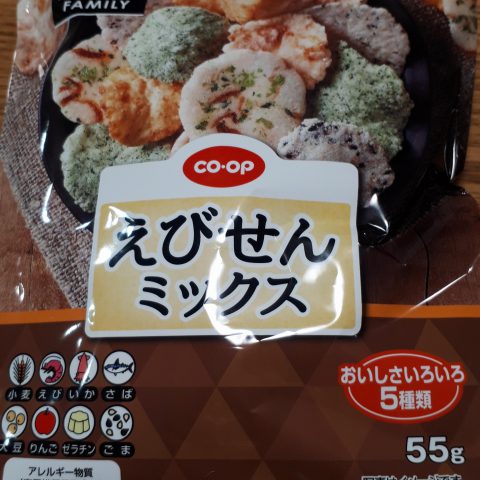 FAMILY
CO·OP
えび・せん
ミックス
小麦 えび いか さば
大豆 りんご ゼラチン ごま
アレルギー物質
おいしさいろいろ
5種類
55g